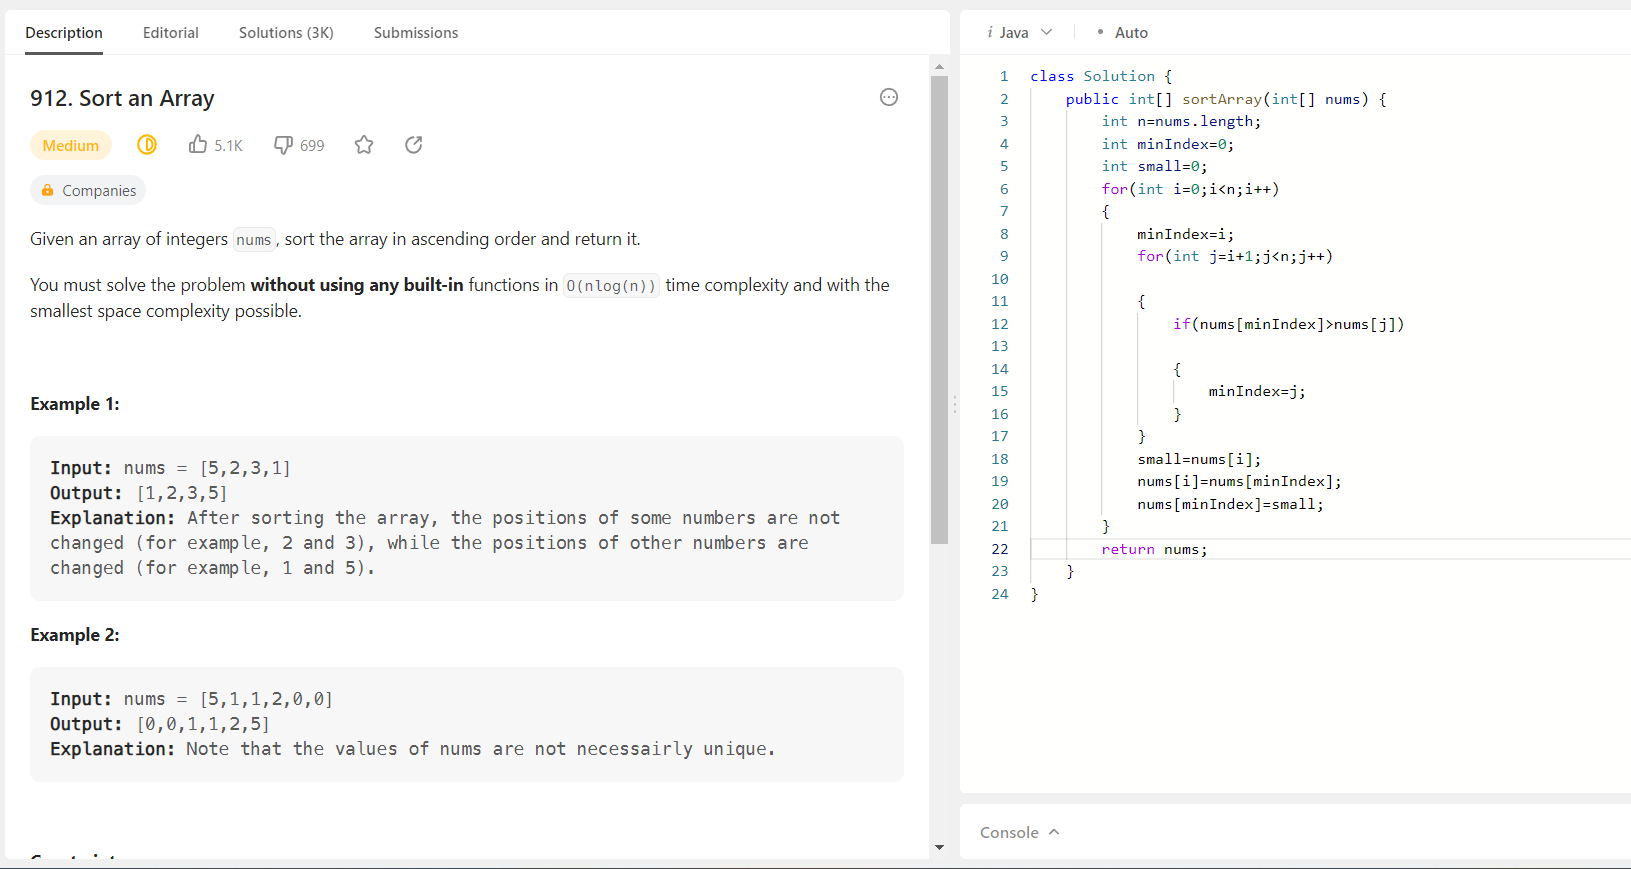 Description Editorial Solutions (3K) Submissions
912. Sort an Array
Medium 5.1K 699
Companies
Given an array of integers nums, sort the array in ascending order and return it.
You must solve the problem without using any built-in functions in O(nlog(n)) time complexity and with the
smallest space complexity possible.
Example 1:
Input: nums = [5,2,3,1]
Output: [1,2,3,5]
Explanation: After sorting the array, the positions of some numbers are not
changed (for example, 2 and 3), while the positions of other numbers are
changed (for example, 1 and 5).
Example 2:
Input: nums = [5,1,1,2,0,0]
Output: [0,0,1,1,2,5]
Explanation: Note that the values of nums are not necessairly unique.
i Java • Auto
1 class Solution {
2 public int[] sortArray(int[] nums) {
3 int n=nums.length;
4 int minIndex=0;
5 int small=0;
6 for(int i=0;i<n;i++)
7 {
8 minIndex=i;
9 for(int j=i+1;j<n;j++)
10
11 {
12 if(nums[minIndex]>nums[j])
13
14 {
15 minIndex=j;
16 }
17 }
18 small=nums[i];
19 nums[i]=nums[minIndex];
20 nums[minIndex]=small;
21 }
22 return nums;
23 }
24 }
Console